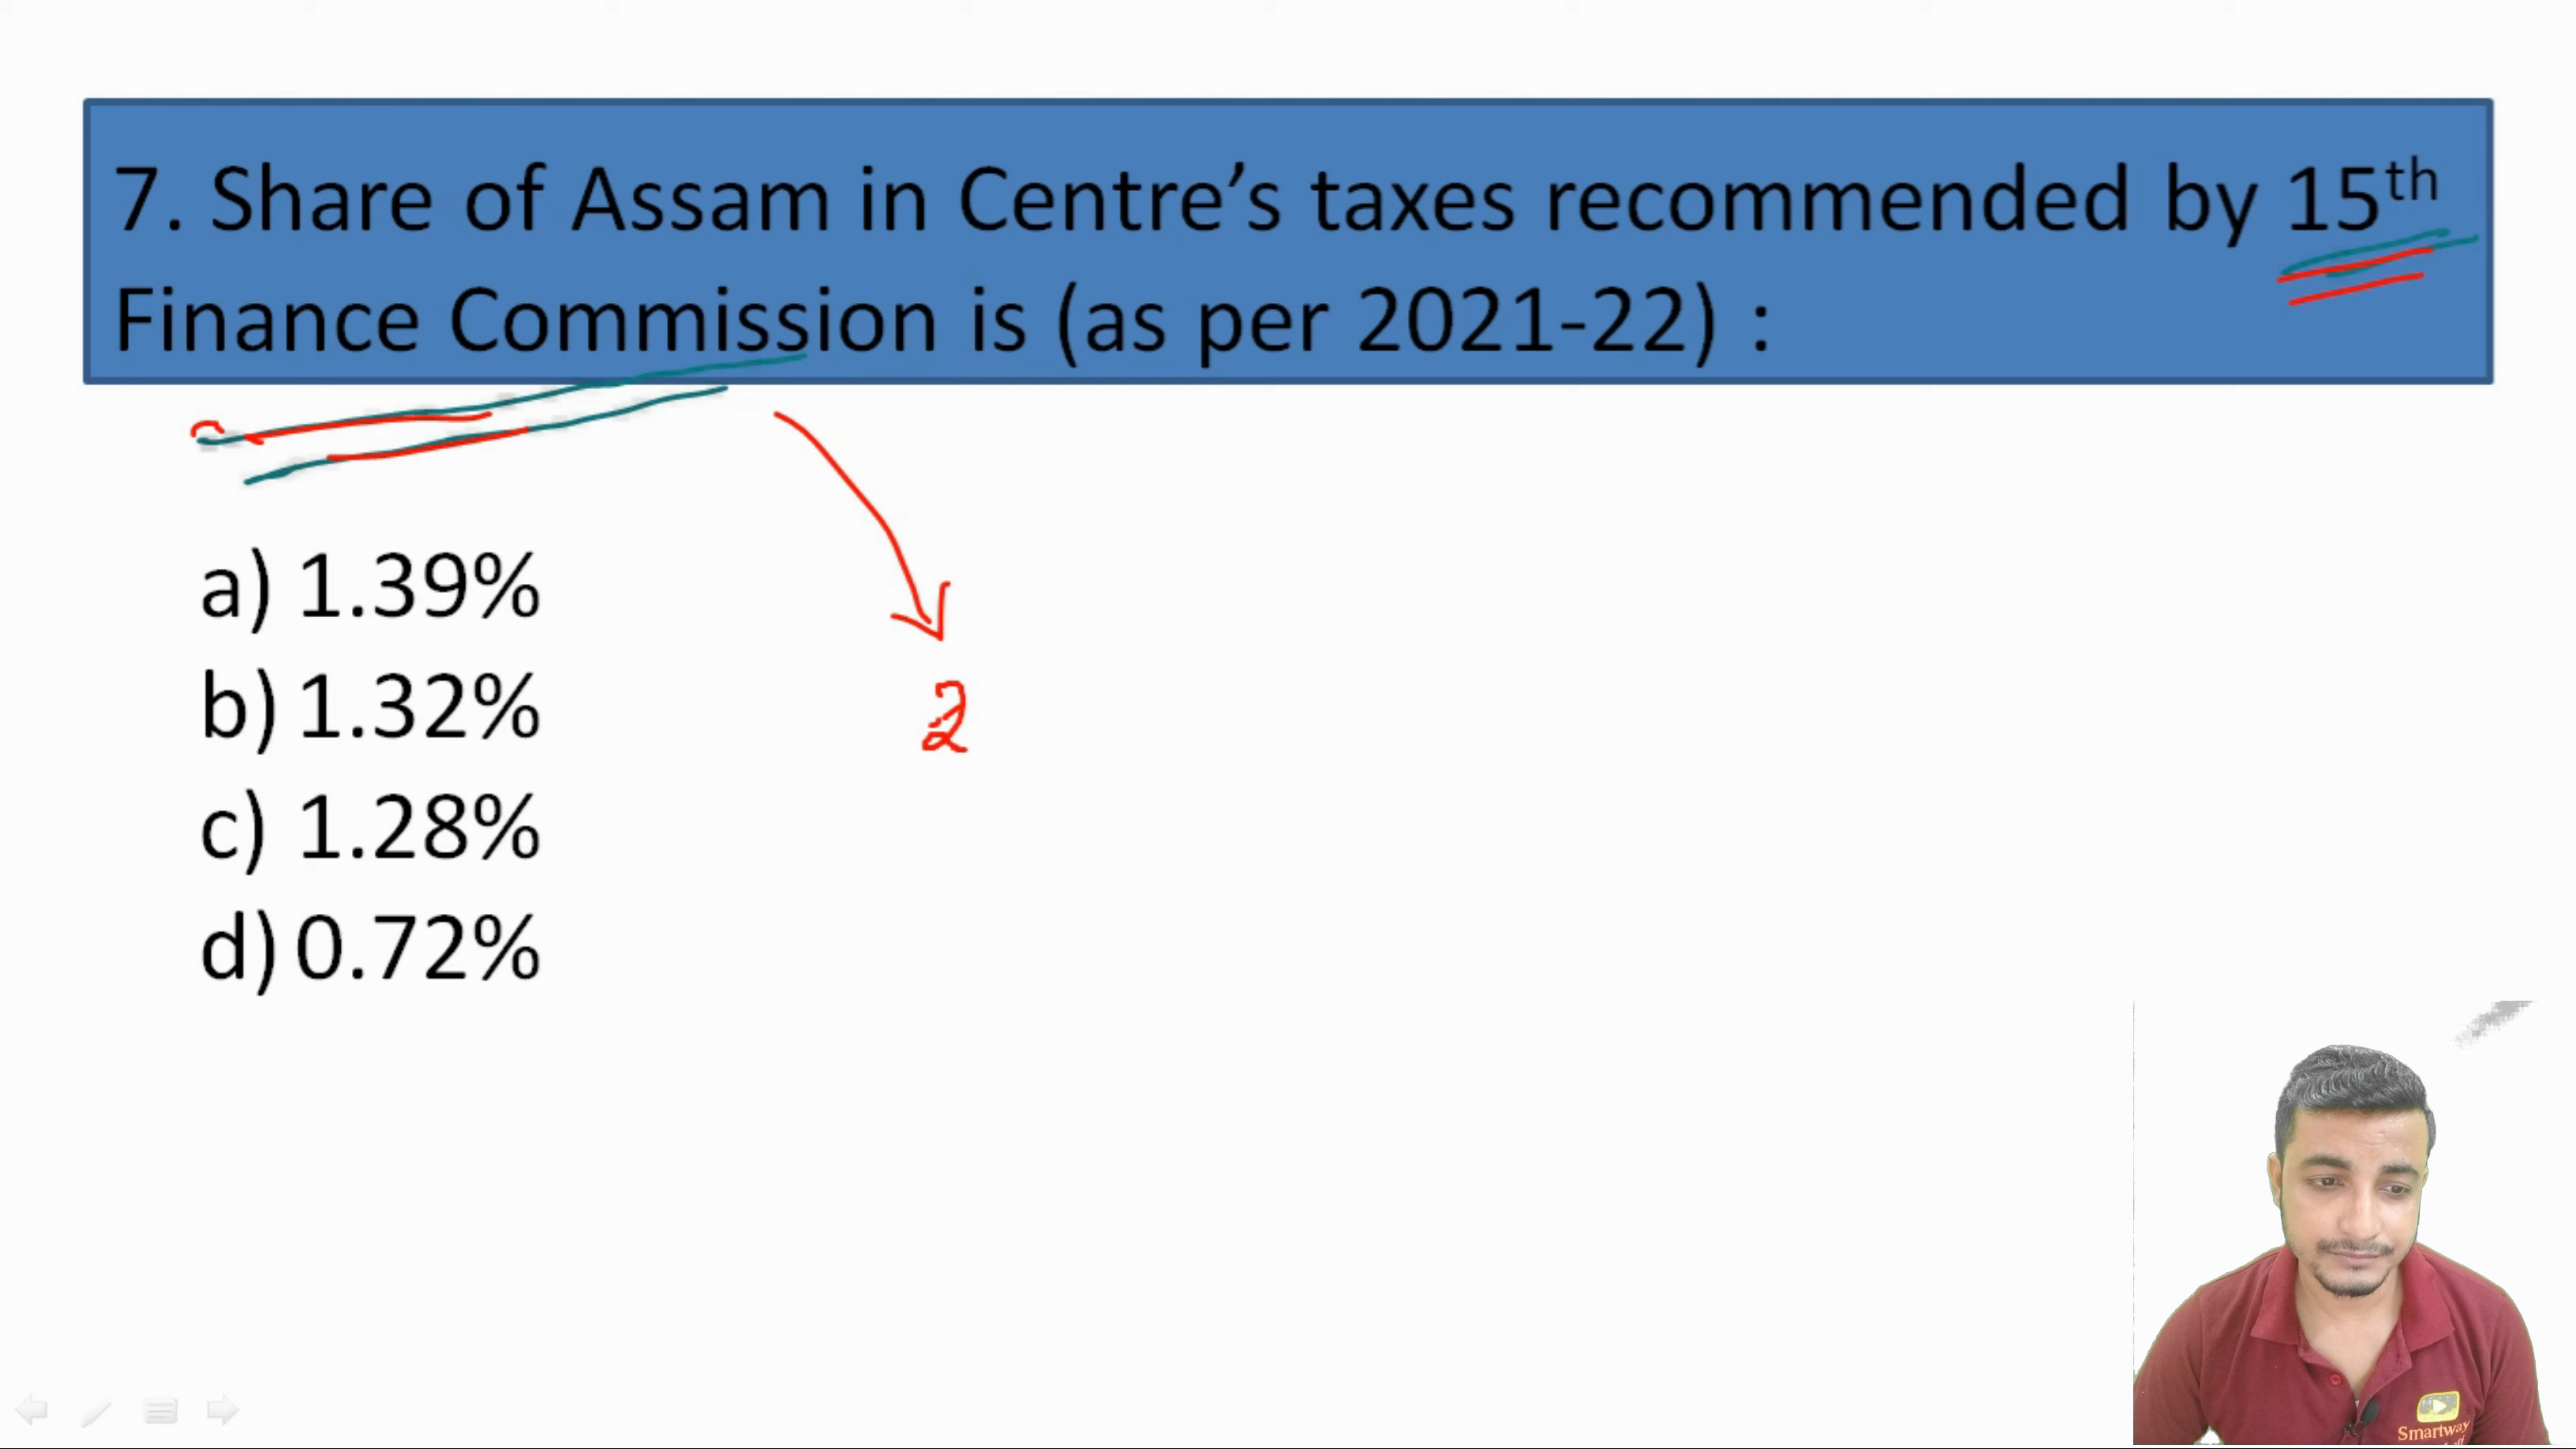 7. Share of Assam in Centre’s taxes recommended by 15th
Finance Commission is (as per 2021-22) :
a) 1.39%
b) 1.32%
c) 1.28%
d) 0.72%
2
Smartway